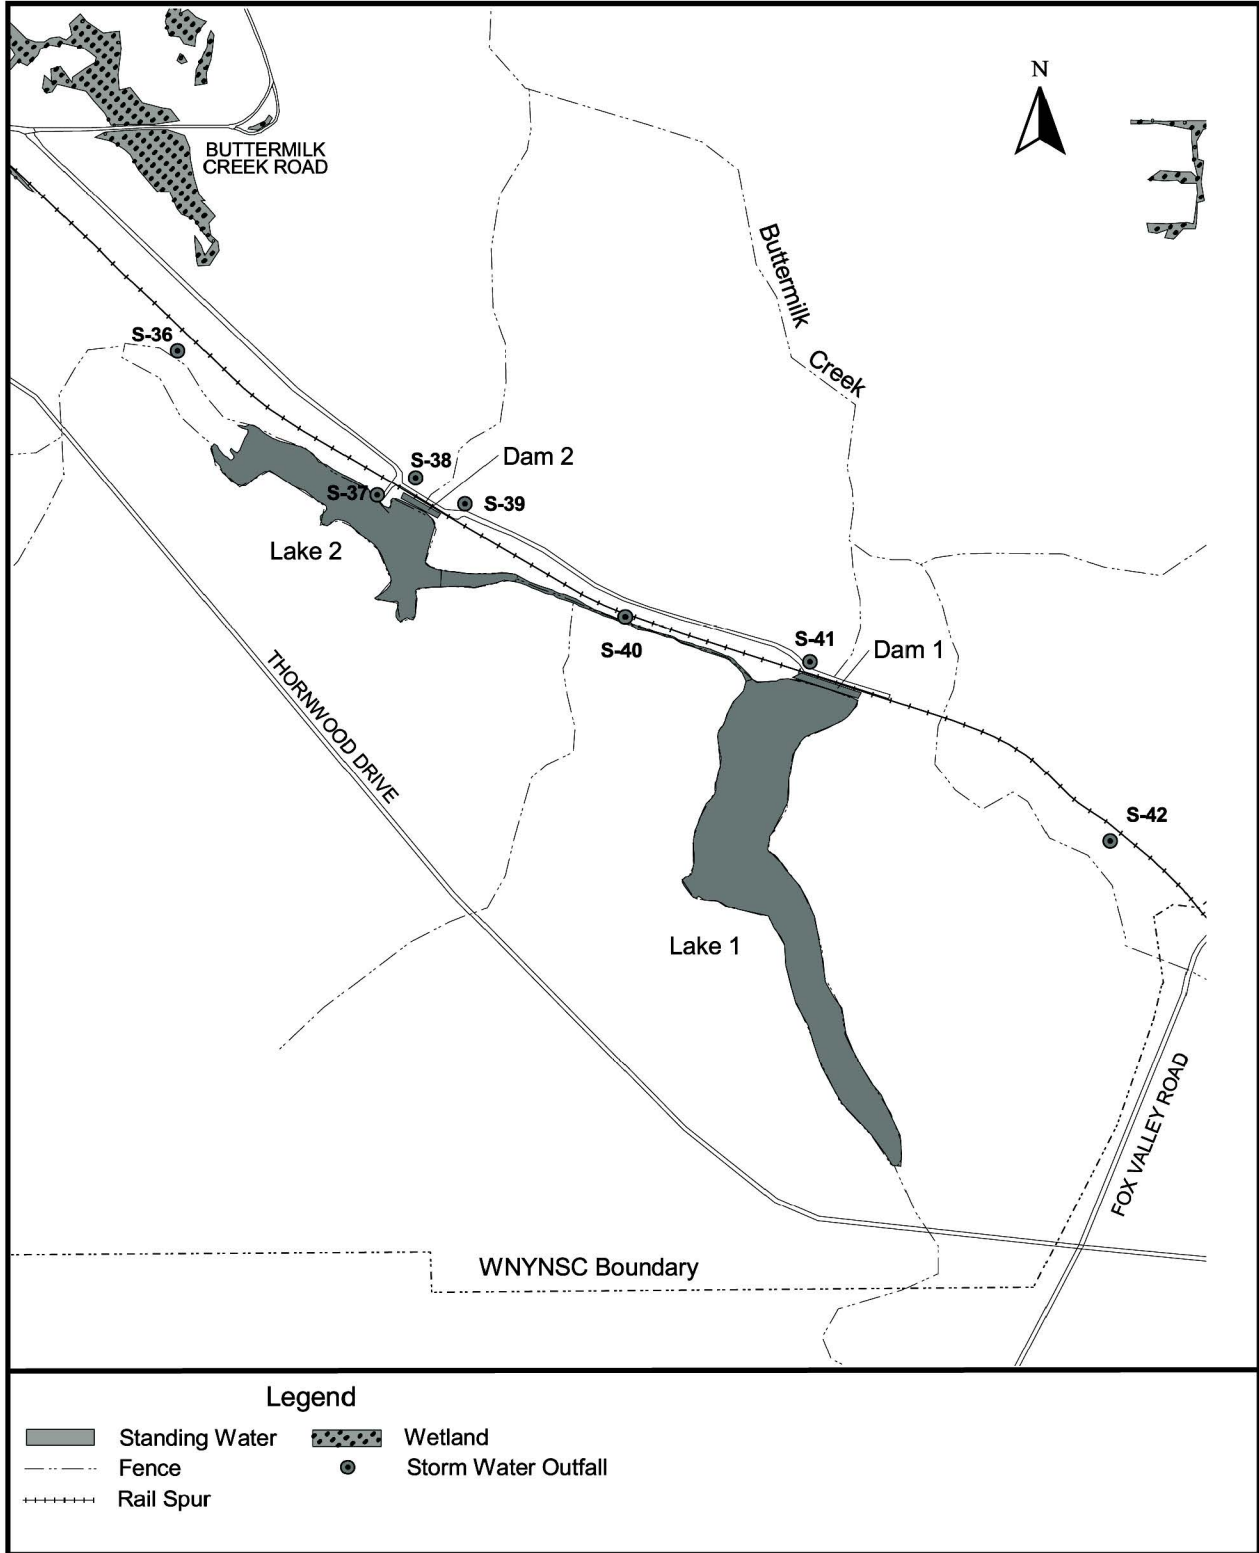 N
BUTTERMILK
CREEK ROAD
Buttermilk
Creek
S-36
S-38
Dam 2
S-37
S-39
Lake 2
S-40
S-41
Dam 1
THORNWOOD DRIVE
S-42
Lake 1
FOX VALLEY ROAD
WNYNSC Boundary
Legend
Standing Water
Wetland
Fence
Storm Water Outfall
Rail Spur